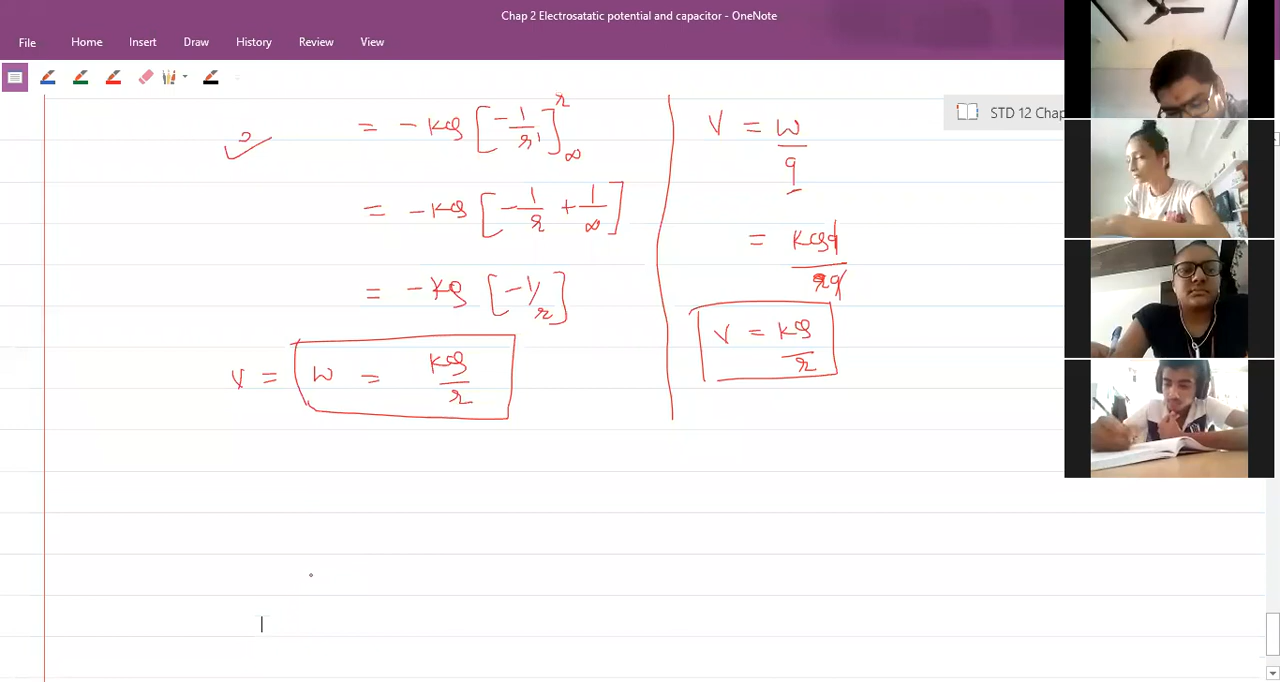 Chap 2 Electrosatatic potential and capacitor - OneNote
File Home Insert Draw History Review View
STD 12 Chap
= - KQ [ - 1/r' ]^r_∞
= - KQ [ - 1/r + 1/∞ ]
= - KQ [ - 1/r ]
V = W = KQ/r
V = W/q
= KQq/rq
V = KQ/r